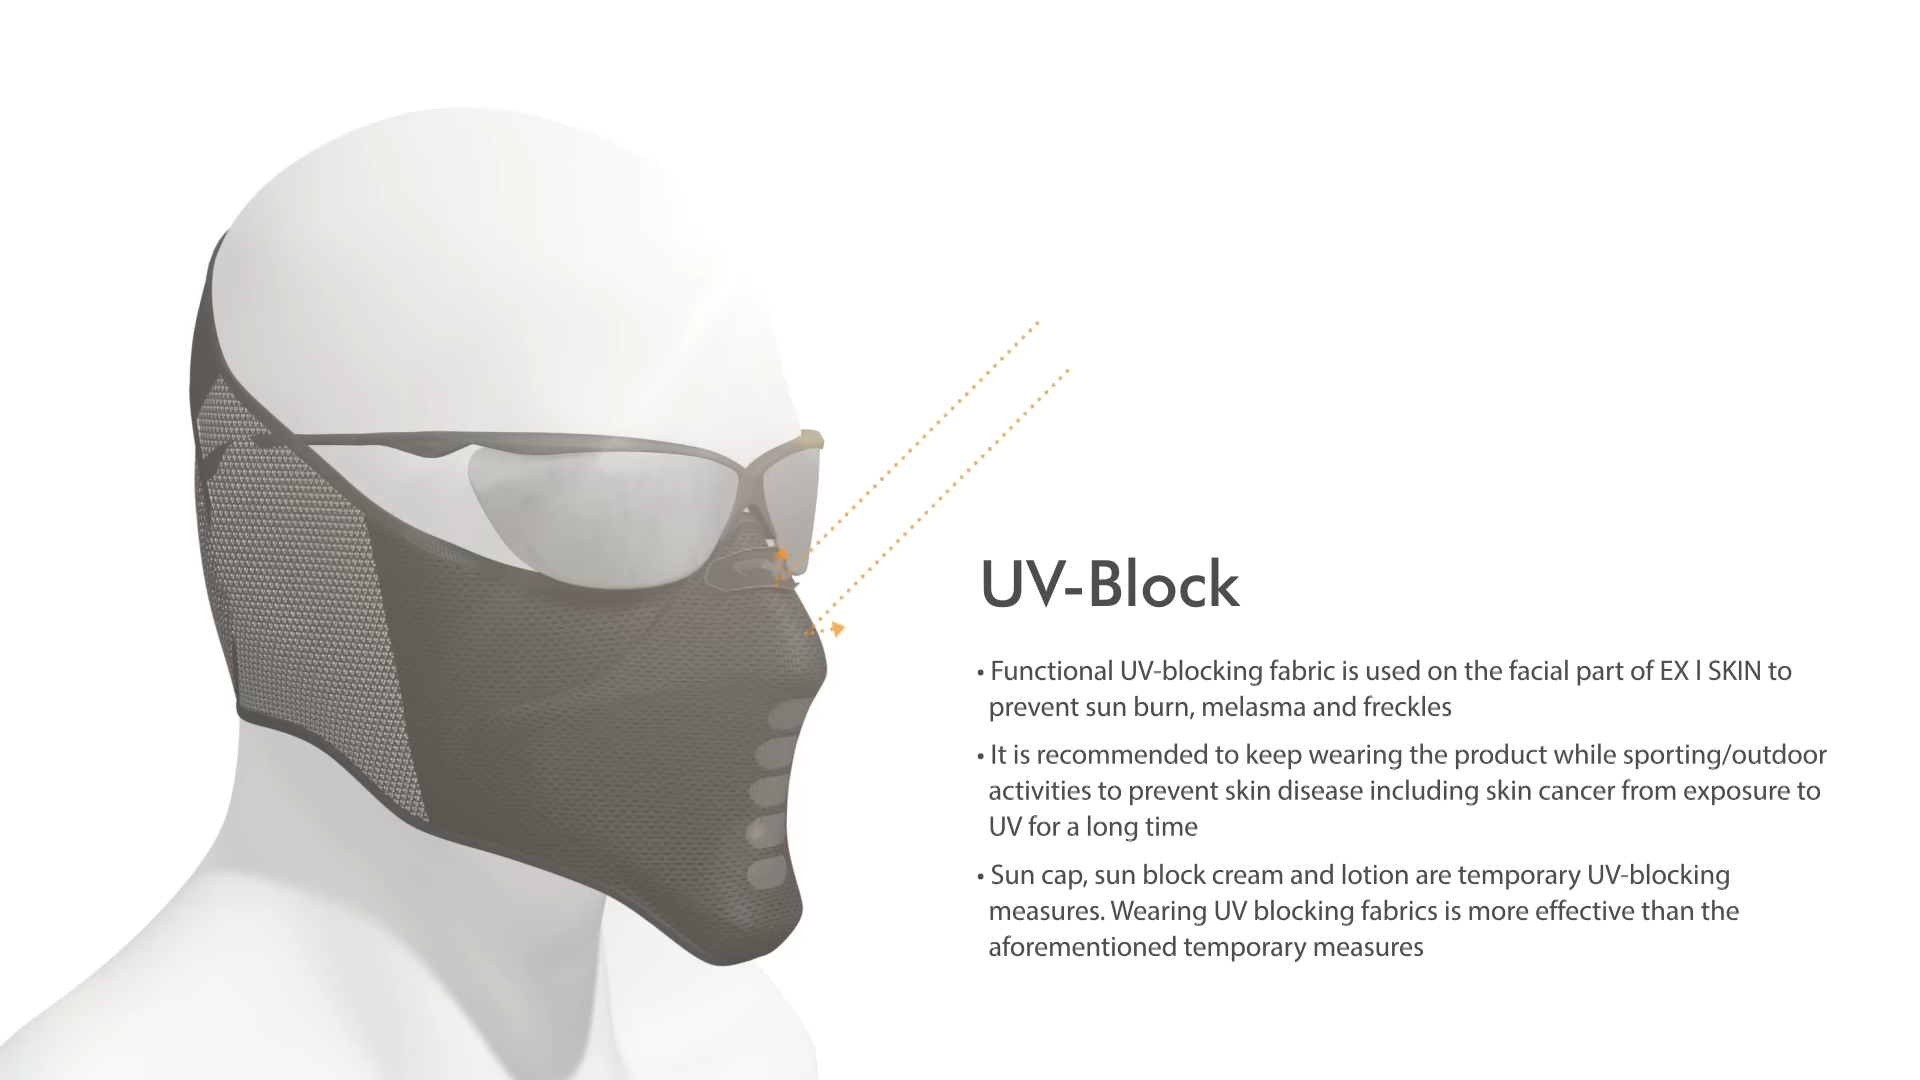 UV-Block
• Functional UV-blocking fabric is used on the facial part of EX l SKIN to
prevent sun burn, melasma and freckles
• It is recommended to keep wearing the product while sporting/outdoor
activities to prevent skin disease including skin cancer from exposure to
UV for a long time
• Sun cap, sun block cream and lotion are temporary UV-blocking
measures. Wearing UV blocking fabrics is more effective than the
aforementioned temporary measures